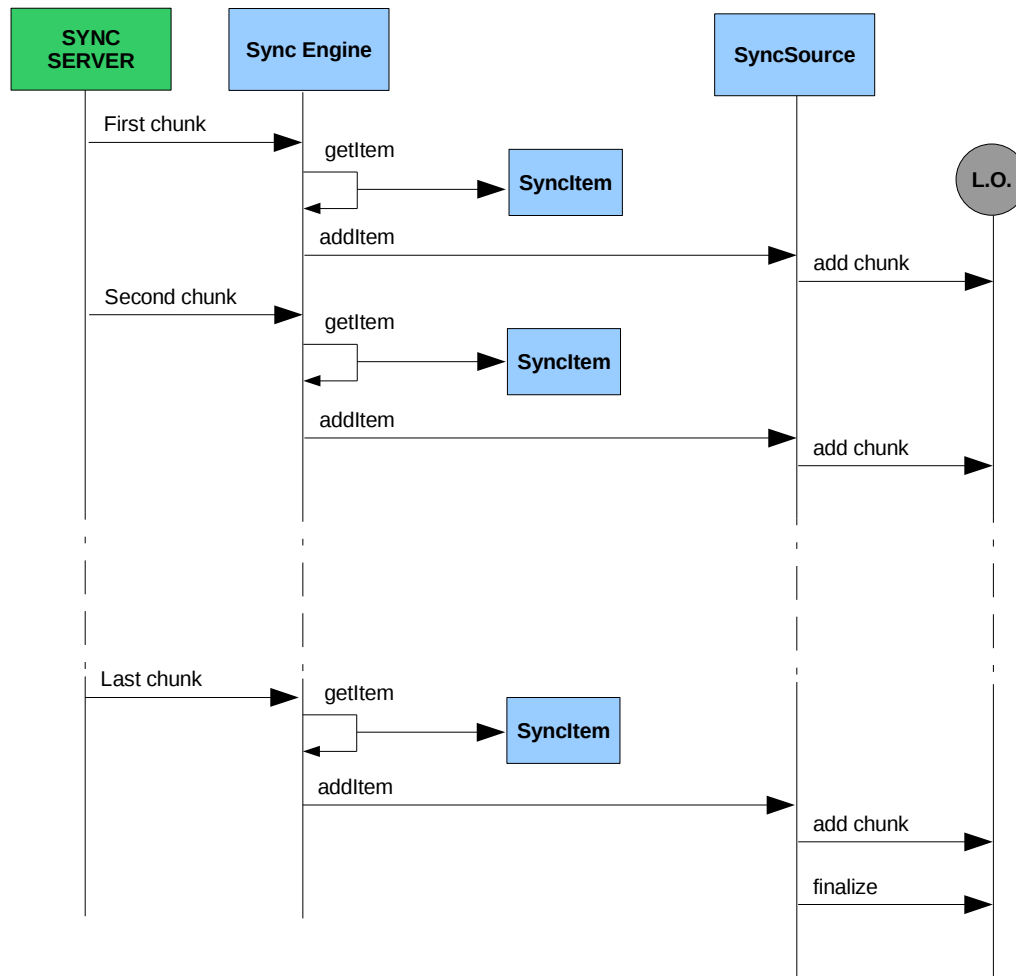 SYNC
SERVER
Sync Engine
SyncSource
First chunk
getItem
SyncItem
L.O.
addItem
add chunk
Second chunk
getItem
SyncItem
addItem
add chunk
Last chunk
getItem
SyncItem
addItem
add chunk
finalize